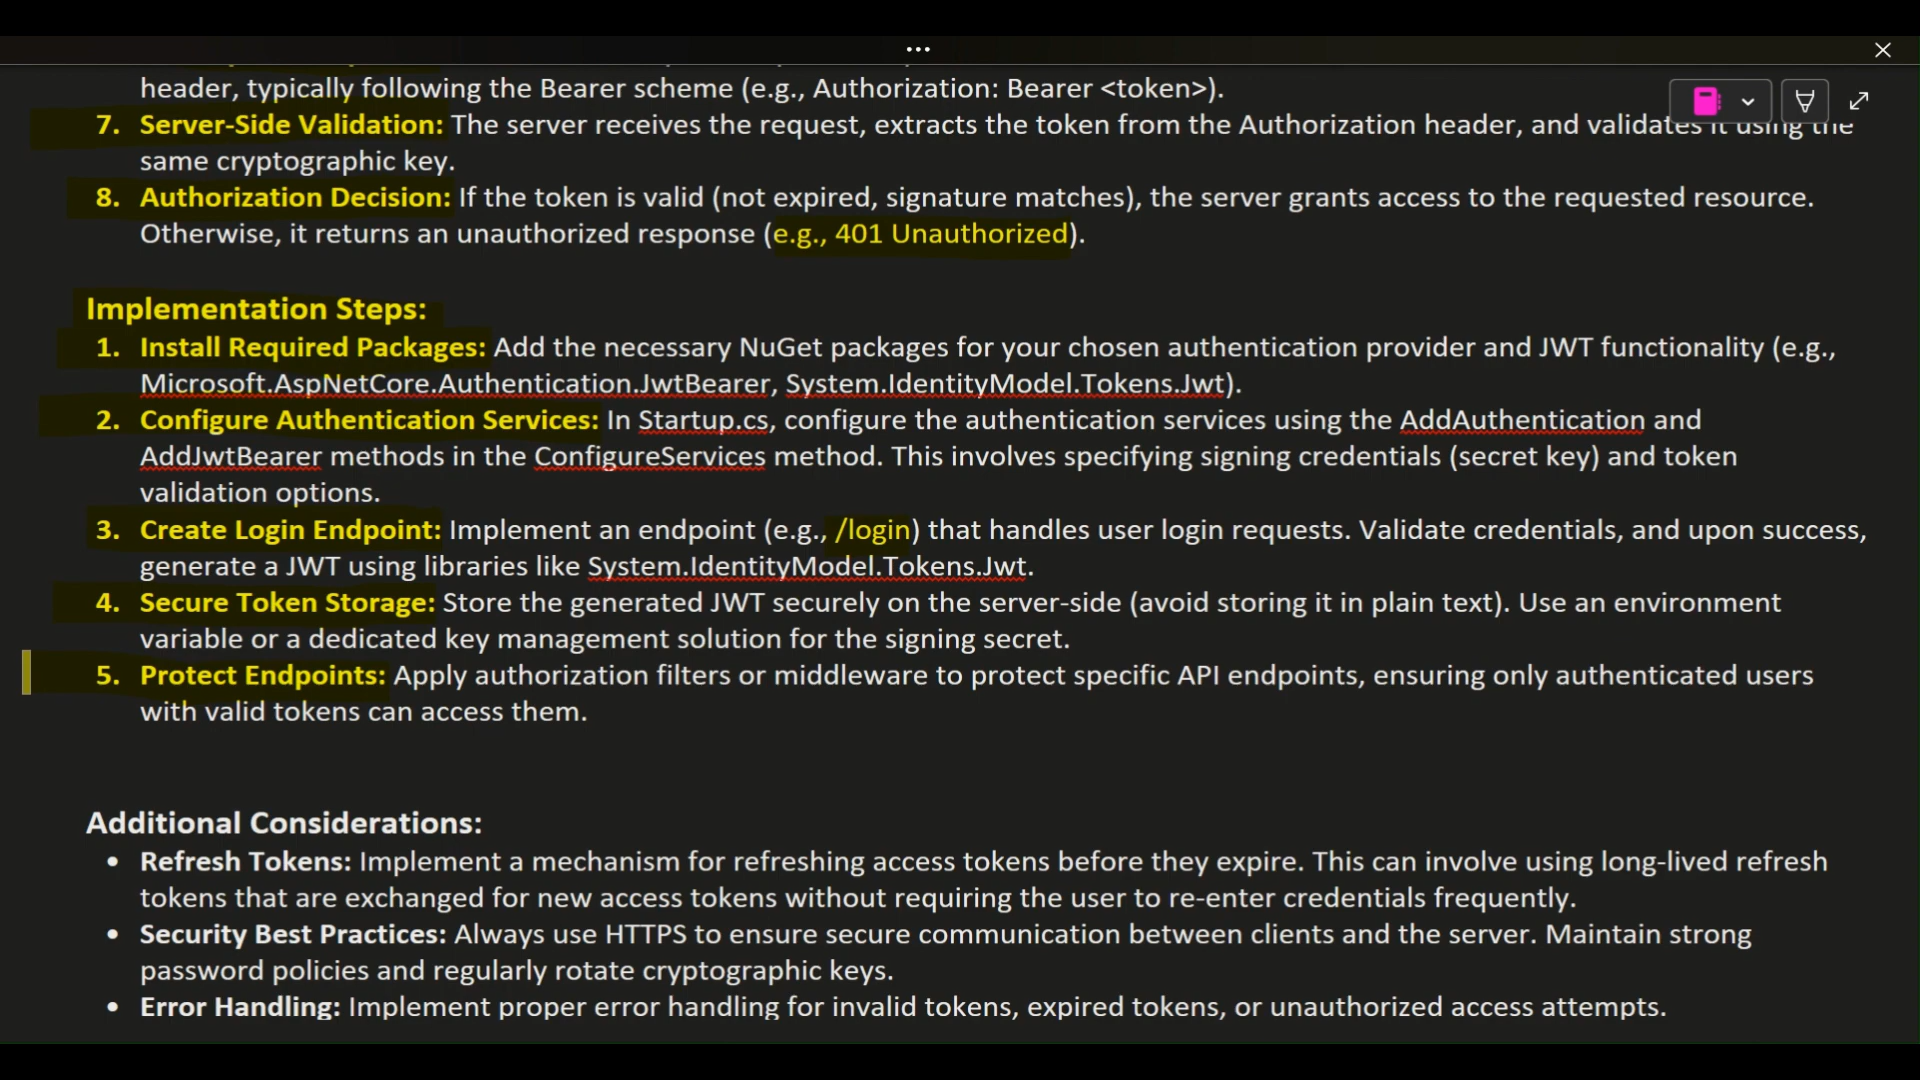 header, typically following the Bearer scheme (e.g., Authorization: Bearer <token>).
7. Server-Side Validation: The server receives the request, extracts the token from the Authorization header, and validates it using the
same cryptographic key.
8. Authorization Decision: If the token is valid (not expired, signature matches), the server grants access to the requested resource.
Otherwise, it returns an unauthorized response (e.g., 401 Unauthorized).
Implementation Steps:
1. Install Required Packages: Add the necessary NuGet packages for your chosen authentication provider and JWT functionality (e.g.,
Microsoft.AspNetCore.Authentication.JwtBearer, System.IdentityModel.Tokens.Jwt).
2. Configure Authentication Services: In Startup.cs, configure the authentication services using the AddAuthentication and
AddJwtBearer methods in the ConfigureServices method. This involves specifying signing credentials (secret key) and token
validation options.
3. Create Login Endpoint: Implement an endpoint (e.g., /login) that handles user login requests. Validate credentials, and upon success,
generate a JWT using libraries like System.IdentityModel.Tokens.Jwt.
4. Secure Token Storage: Store the generated JWT securely on the server-side (avoid storing it in plain text). Use an environment
variable or a dedicated key management solution for the signing secret.
5. Protect Endpoints: Apply authorization filters or middleware to protect specific API endpoints, ensuring only authenticated users
with valid tokens can access them.
Additional Considerations:
• Refresh Tokens: Implement a mechanism for refreshing access tokens before they expire. This can involve using long-lived refresh
tokens that are exchanged for new access tokens without requiring the user to re-enter credentials frequently.
• Security Best Practices: Always use HTTPS to ensure secure communication between clients and the server. Maintain strong
password policies and regularly rotate cryptographic keys.
• Error Handling: Implement proper error handling for invalid tokens, expired tokens, or unauthorized access attempts.